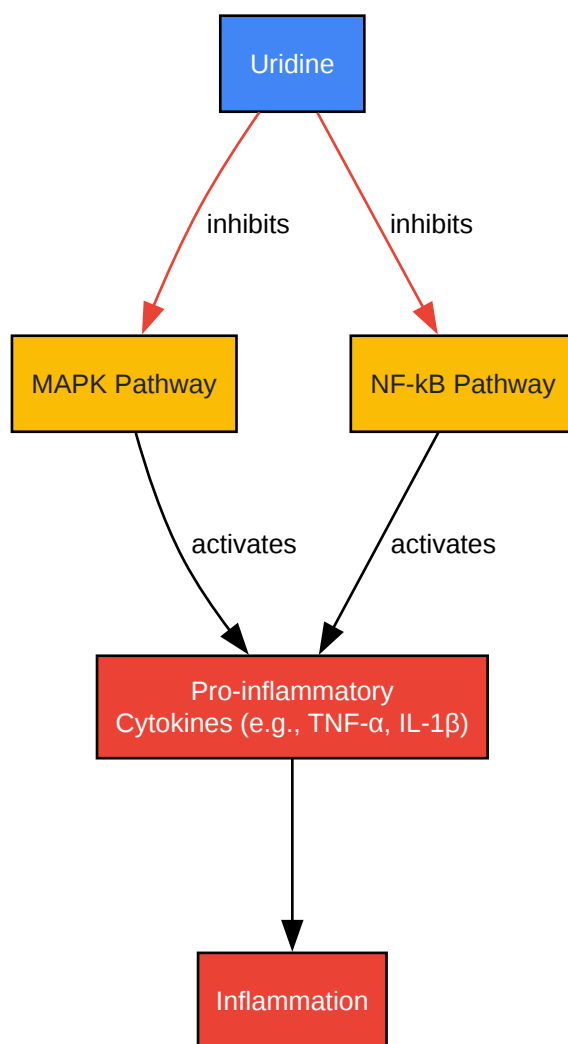 Uridine
inhibits
inhibits
MAPK Pathway
NF-kB Pathway
activates
activates
Pro-inflammatory
Cytokines (e.g., TNF-α, IL-1β)
Inflammation